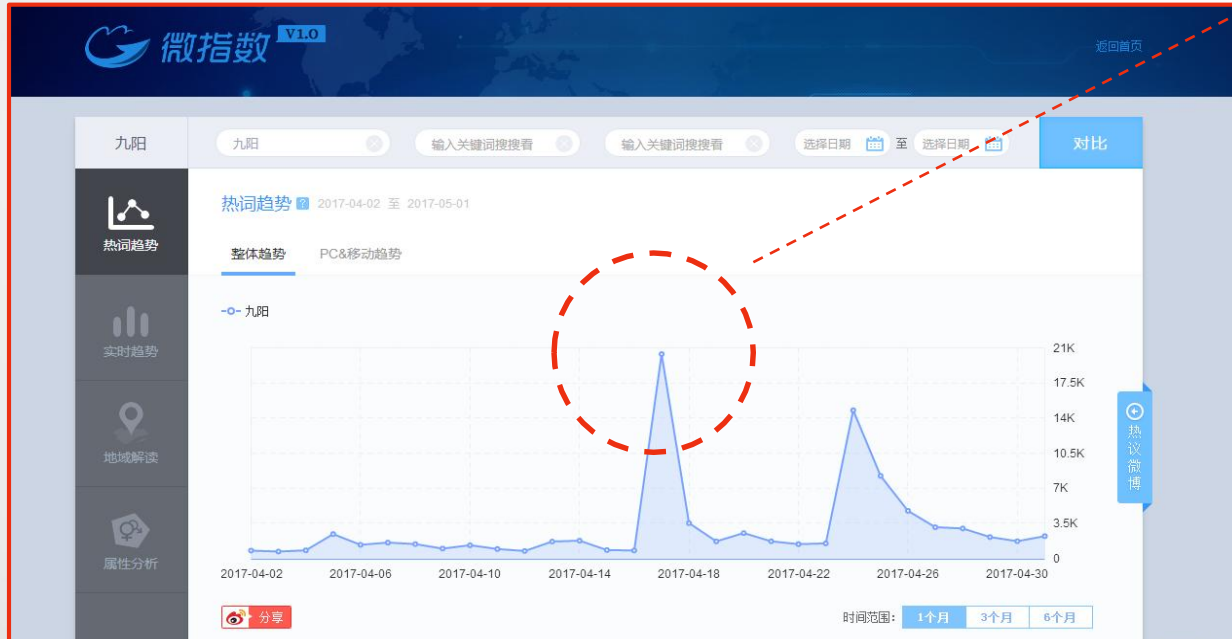 微指数 V1.0
返回首页
九阳 九阳 输入关键词搜搜看 输入关键词搜搜看 选择日期 至 选择日期 对比
热词趋势
实时趋势
地域解读
属性分析
热词趋势 ? 2017-04-02 至 2017-05-01
整体趋势 PC&移动趋势
-o- 九阳
21K
17.5K
14K
10.5K
7K
3.5K
0
2017-04-02 2017-04-06 2017-04-10 2017-04-14 2017-04-18 2017-04-22 2017-04-26 2017-04-30
热议微博
分享
时间范围: 1个月 3个月 6个月